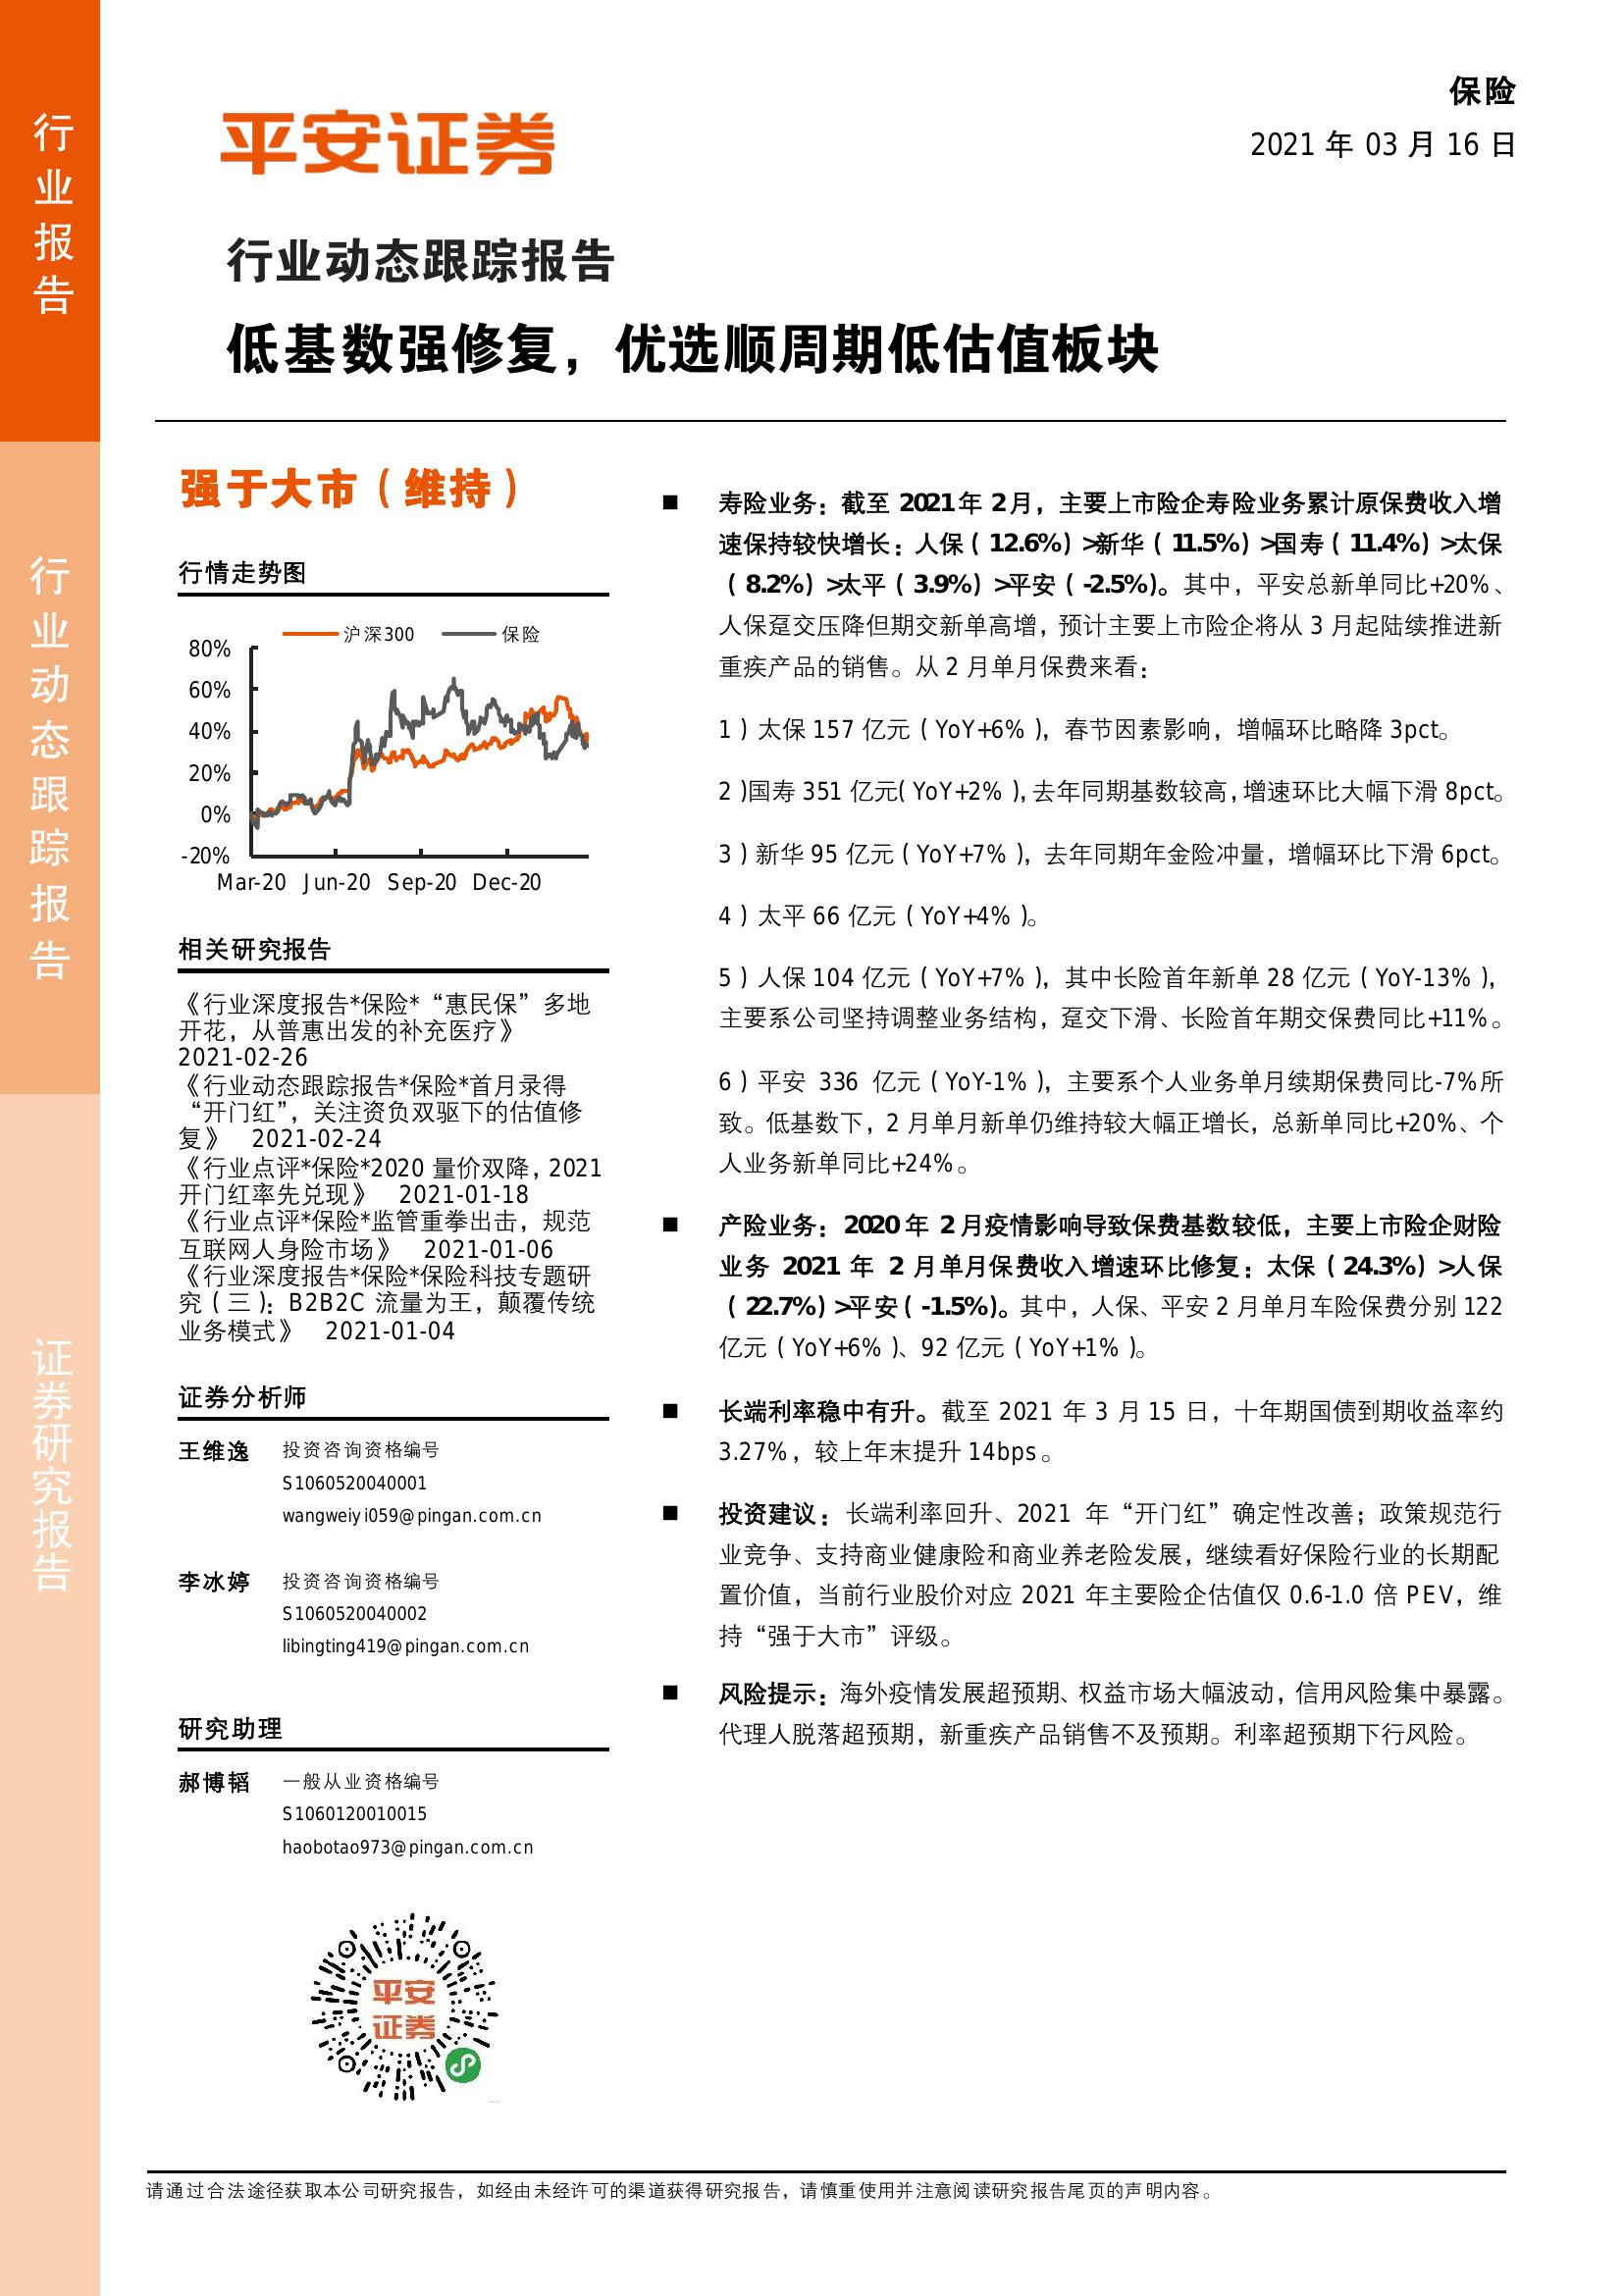 行业报告
行业动态跟踪报告
证券研究报告
保险
2021 年 03 月 16 日
平安证券
行业动态跟踪报告
低基数强修复，优选顺周期低估值板块
强于大市（维持）
行情走势图
沪深300 保险
80%
60%
40%
20%
0%
-20%
Mar-20 Jun-20 Sep-20 Dec-20
相关研究报告
《行业深度报告*保险*“惠民保”多地
开花，从普惠出发的补充医疗》
2021-02-26
《行业动态跟踪报告*保险*首月录得
“开门红”，关注资负双驱下的估值修
复》 2021-02-24
《行业点评*保险*2020 量价双降，2021
开门红率先兑现》 2021-01-18
《行业点评*保险*监管重拳出击，规范
互联网人身险市场》 2021-01-06
《行业深度报告*保险*保险科技专题研
究（三）：B2B2C 流量为王，颠覆传统
业务模式》 2021-01-04
证券分析师
王维逸 投资咨询资格编号
S1060520040001
wangweiyi059@pingan.com.cn
李冰婷 投资咨询资格编号
S1060520040002
libingting419@pingan.com.cn
研究助理
郝博韬 一般从业资格编号
S1060120010015
haobotao973@pingan.com.cn
平安
证券
■ 寿险业务：截至 2021 年 2 月，主要上市险企寿险业务累计原保费收入增
速保持较快增长：人保（12.6%）>新华（11.5%）>国寿（11.4%）>太保
（8.2%）>太平（3.9%）>平安（-2.5%）。其中，平安总新单同比+20%、
人保趸交压降但期交新单高增，预计主要上市险企将从 3 月起陆续推进新
重疾产品的销售。从 2 月单月保费来看：
1）太保 157 亿元（YoY+6%），春节因素影响，增幅环比略降 3pct。
2）国寿 351 亿元（YoY+2%），去年同期基数较高，增速环比大幅下滑 8pct。
3）新华 95 亿元（YoY+7%），去年同期年金险冲量，增幅环比下滑 6pct。
4）太平 66 亿元（YoY+4%）。
5）人保 104 亿元（YoY+7%），其中长险首年新单 28 亿元（YoY-13%），
主要系公司坚持调整业务结构，趸交下滑、长险首年期交保费同比+11%。
6）平安 336 亿元（YoY-1%），主要系个人业务单月续期保费同比-7%所
致。低基数下，2 月单月新单仍维持较大幅正增长，总新单同比+20%、个
人业务新单同比+24%。
■ 产险业务：2020 年 2 月疫情影响导致保费基数较低，主要上市险企财险
业务 2021 年 2 月单月保费收入增速环比修复：太保（24.3%）>人保
（22.7%）>平安（-1.5%）。其中，人保、平安 2 月单月车险保费分别 122
亿元（YoY+6%）、92 亿元（YoY+1%）。
■ 长端利率稳中有升。截至 2021 年 3 月 15 日，十年期国债到期收益率约
3.27%，较上年末提升 14bps。
■ 投资建议：长端利率回升、2021 年“开门红”确定性改善；政策规范行
业竞争、支持商业健康险和商业养老险发展，继续看好保险行业的长期配
置价值，当前行业股价对应 2021 年主要险企估值仅 0.6-1.0 倍 PEV，维
持“强于大市”评级。
■ 风险提示：海外疫情发展超预期、权益市场大幅波动，信用风险集中暴露。
代理人脱落超预期，新重疾产品销售不及预期。利率超预期下行风险。
请通过合法途径获取本公司研究报告，如经由未经许可的渠道获得研究报告，请慎重使用并注意阅读研究报告尾页的声明内容。